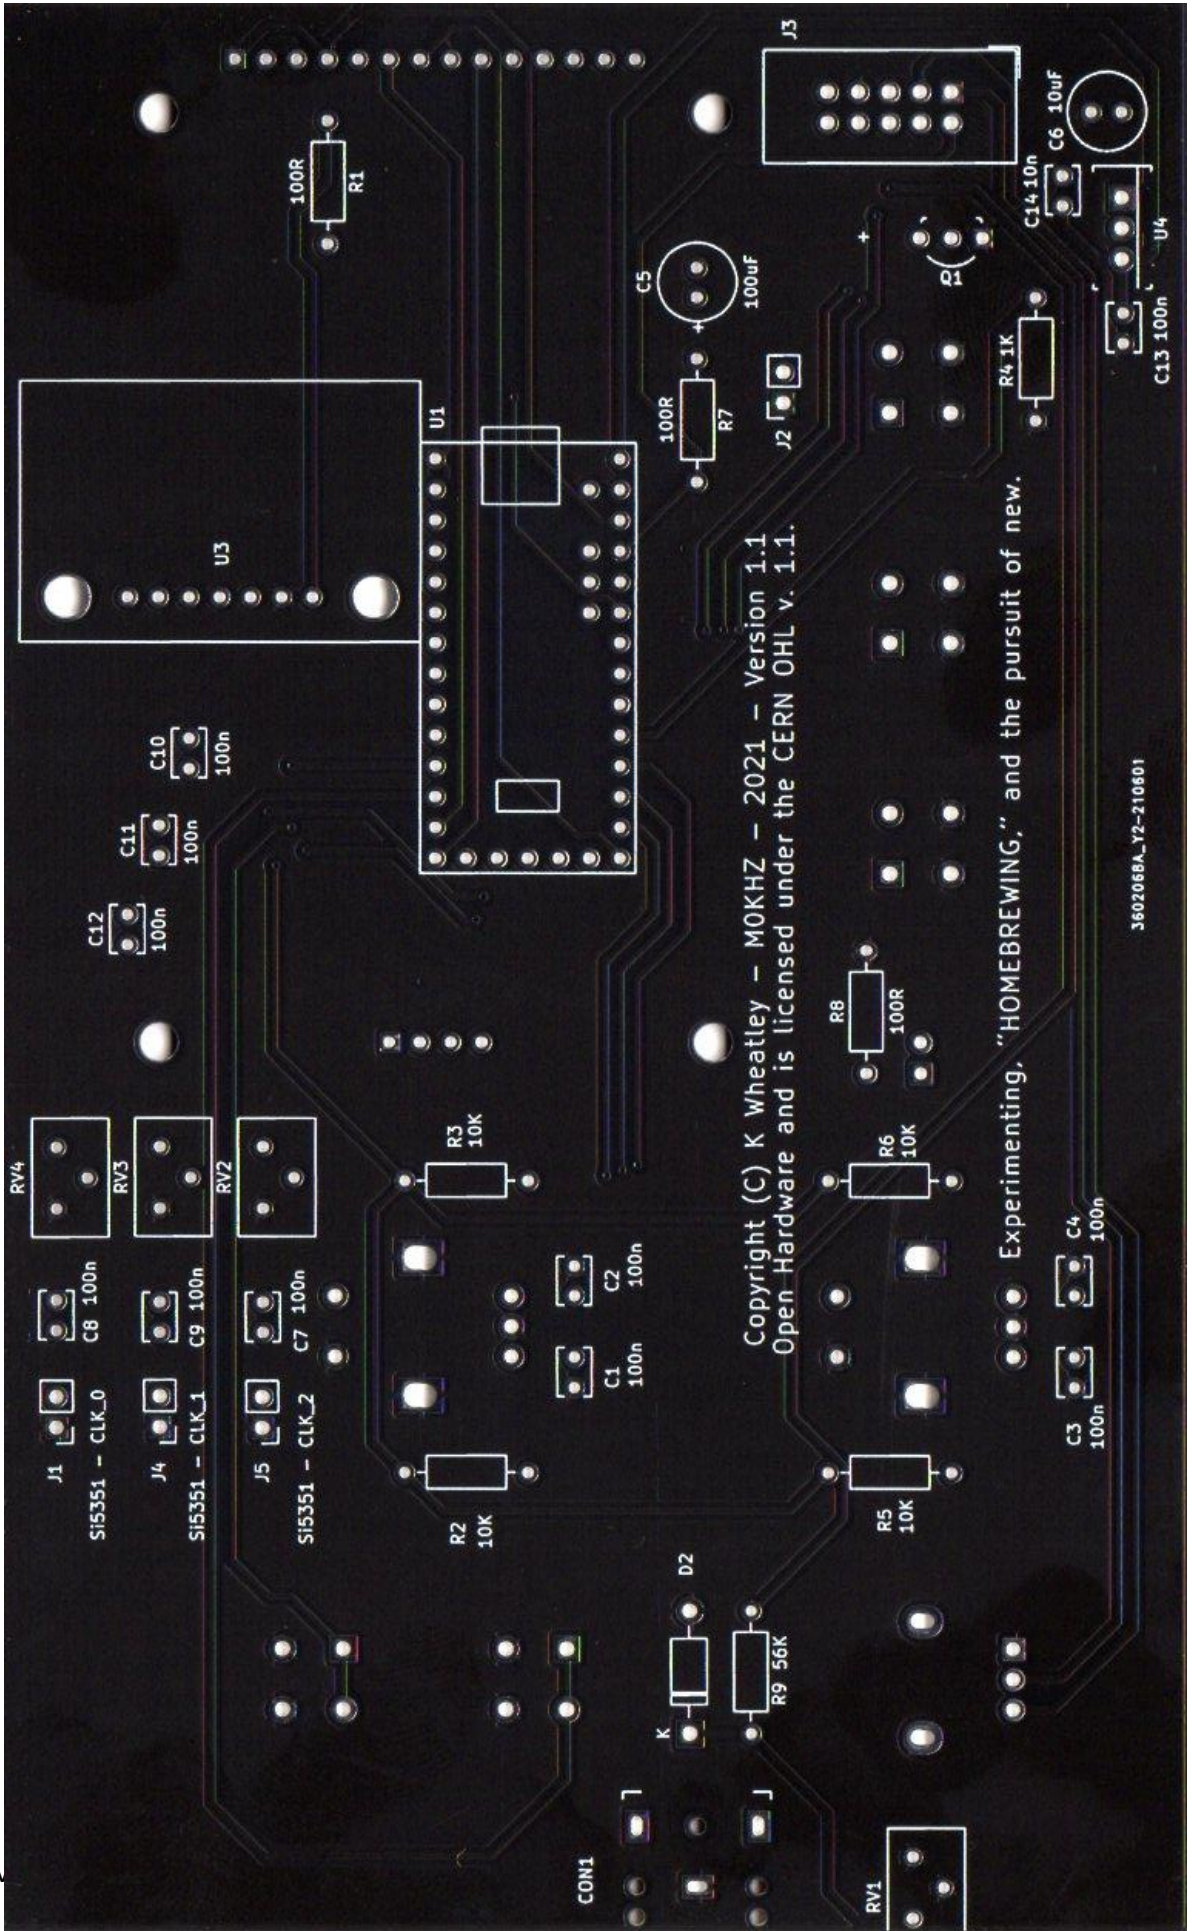 J1
Si5351 - CLK_0
C8 100n
RV4
J4
Si5351 - CLK_1
C9 100n
RV3
J5
Si5351 - CLK_2
C7 100n
RV2
C12
100n
C11
100n
C10
100n
U3
100R
R1
U1
R2
10K
R3
10K
C1
100n
C2
100n
CON1
K
D2
R9 56K
C5
+
100uF
100R
R7
J2
J3
Copyright (C) K Wheatley - M0KHZ - 2021 - Version 1.1
Open Hardware and is licensed under the CERN OHL v. 1.1.
RV1
R5
10K
R6
10K
R8
100R
+
Q1
R4 1K
Experimenting, "HOMEBREWING," and the pursuit of new.
C3
100n
C4
100n
C14 10n
C6 10uF
U4
C13 100n
360206BA_Y2-210601